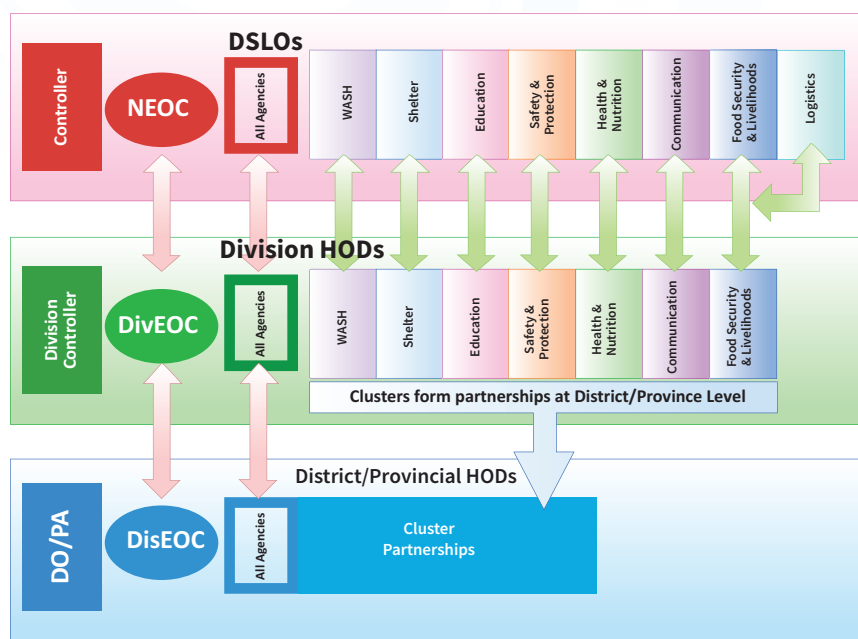 DSLOs
Controller
NEOC
All Agencies
WASH
Shelter
Education
Safety &
Protection
Health &
Nutrition
Communication
Food Security
& Livelihoods
Logistics
Division HODs
Division
Controller
DivEOC
All Agencies
WASH
Shelter
Education
Safety &
Protection
Health &
Nutrition
Communication
Food Security
& Livelihoods
Clusters form partnerships at District/Province Level
District/Provincial HODs
DO/PA
DisEOC
All Agencies
Cluster
Partnerships